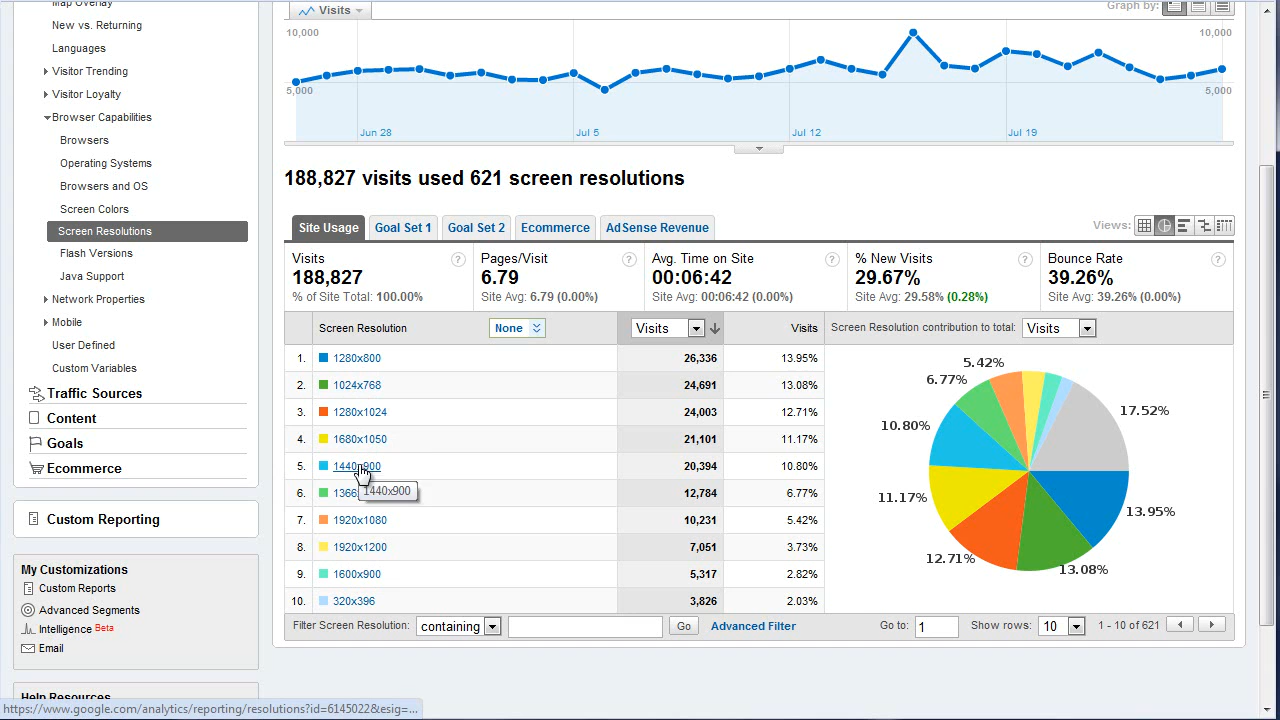 Map Overlay
New vs. Returning
Languages
Visitor Trending
Visitor Loyalty
Browser Capabilities
Browsers
Operating Systems
Browsers and OS
Screen Colors
Screen Resolutions
Flash Versions
Java Support
Network Properties
Mobile
User Defined
Custom Variables
Traffic Sources
Content
Goals
Ecommerce
Custom Reporting
My Customizations
Custom Reports
Advanced Segments
Intelligence Beta
Email
Help Resources
Visits
Graph by:
10,000 10,000
5,000 5,000
Jun 28 Jul 5 Jul 12 Jul 19
188,827 visits used 621 screen resolutions
Site Usage Goal Set 1 Goal Set 2 Ecommerce AdSense Revenue Views:
Visits Pages/Visit Avg. Time on Site % New Visits Bounce Rate
188,827 6.79 00:06:42 29.67% 39.26%
% of Site Total: 100.00% Site Avg: 6.79 (0.00%) Site Avg: 00:06:42 (0.00%) Site Avg: 29.58% (0.28%) Site Avg: 39.26% (0.00%)
Screen Resolution None Visits Visits Screen Resolution contribution to total: Visits
1. 1280x800 26,336 13.95%
2. 1024x768 24,691 13.08%
3. 1280x1024 24,003 12.71%
4. 1680x1050 21,101 11.17%
5. 1440x900 20,394 10.80%
1440x900
6. 1366 12,784 6.77%
7. 1920x1080 10,231 5.42%
8. 1920x1200 7,051 3.73%
9. 1600x900 5,317 2.82%
10. 320x396 3,826 2.03%
5.42%
6.77%
17.52%
10.80%
11.17%
13.95%
12.71%
13.08%
Filter Screen Resolution: containing Go Advanced Filter Go to: 1 Show rows: 10 1 - 10 of 621
https://www.google.com/analytics/reporting/resolutions?id=6145022&esig=...